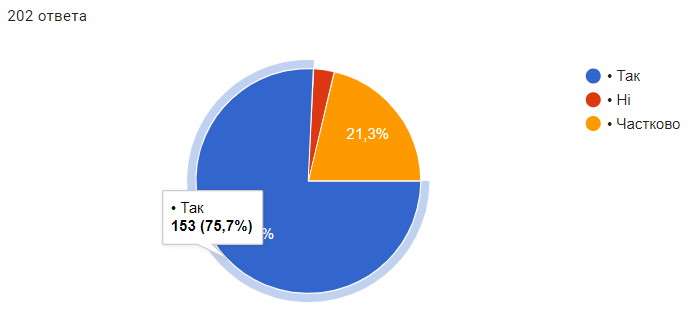 202 ответа
• Так
• Ні
• Частково
21,3%
• Так
153 (75,7%)
%